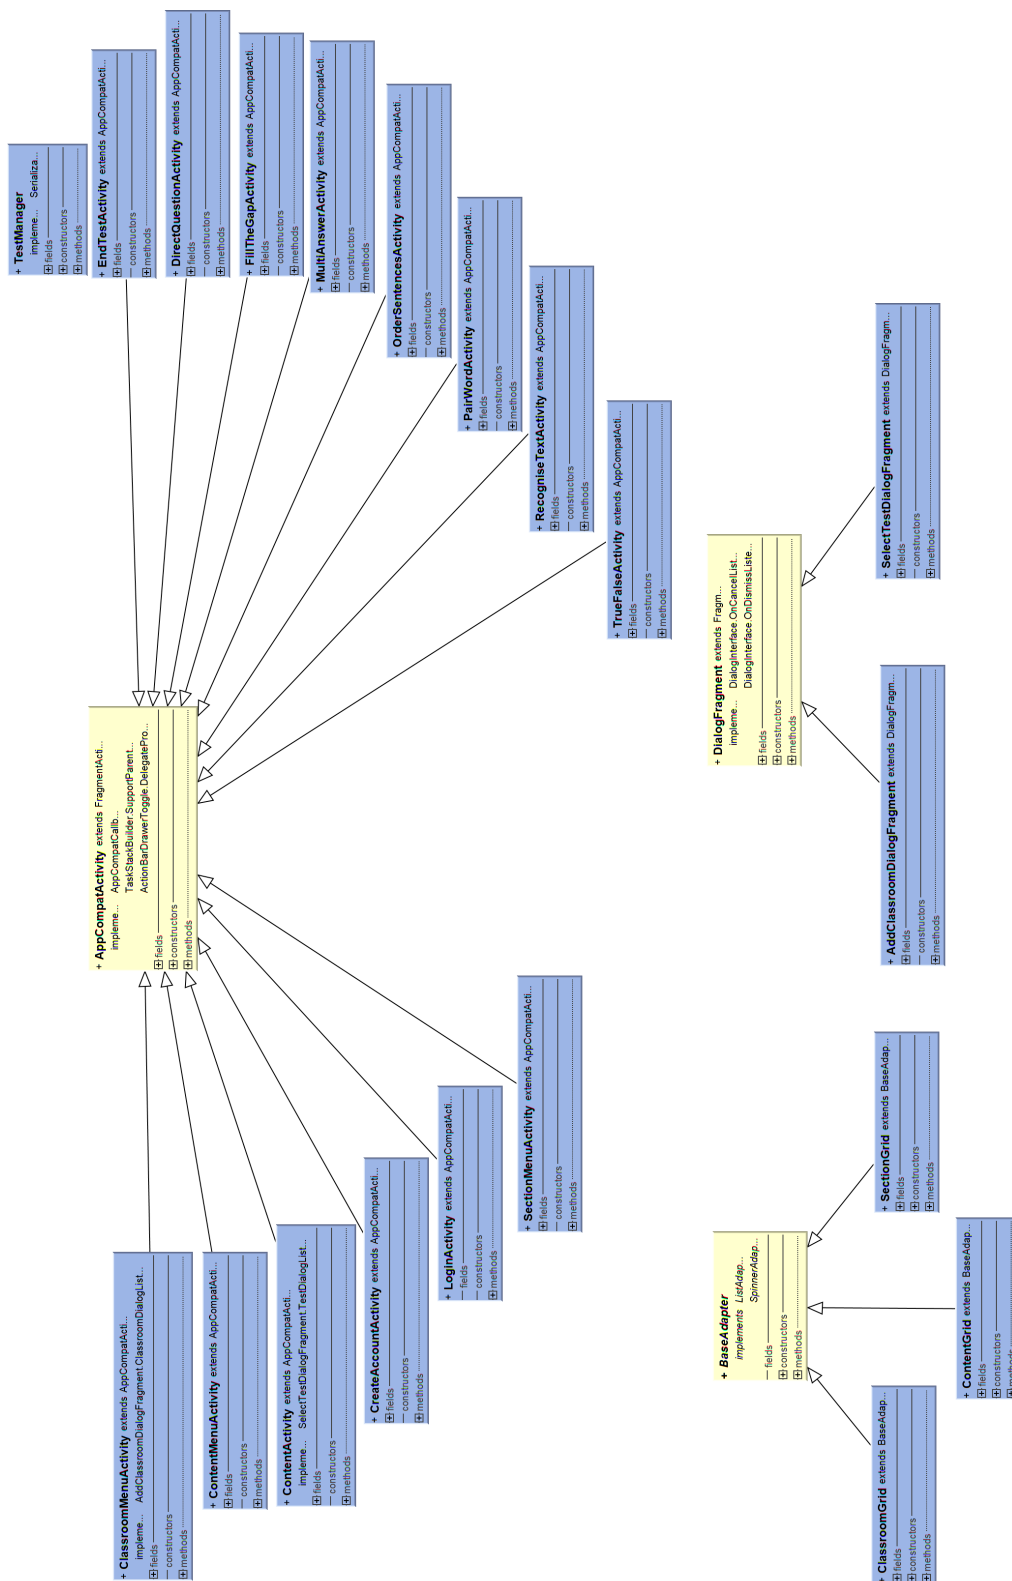 + ClassroomMenuActivity extends AppCompatActi...
impleme... AddClassroomDialogFragment.ClassroomDialogList...
fields
constructors
methods
+ ContentMenuActivity extends AppCompatActi...
fields
constructors
methods
+ ContentActivity extends AppCompatActi...
impleme... SelectTestDialogFragment.TestDialogList...
fields
constructors
methods
+ CreateAccountActivity extends AppCompatActi...
fields
constructors
methods
+ LoginActivity extends AppCompatActi...
fields
constructors
methods
+ SectionMenuActivity extends AppCompatActi...
fields
constructors
methods
+ AppCompatActivity extends FragmentActi...
impleme... AppCompatCallb...
TaskStackBuilder.SupportParent...
ActionBarDrawerToggle.DelegatePro...
fields
constructors
methods
+ TestManager
impleme... Serializa...
fields
constructors
methods
+ EndTestActivity extends AppCompatActi...
fields
constructors
methods
+ DirectQuestionActivity extends AppCompatActi...
fields
constructors
methods
+ FillTheGapActivity extends AppCompatActi...
fields
constructors
methods
+ MultiAnswerActivity extends AppCompatActi...
fields
constructors
methods
+ OrderSentencesActivity extends AppCompatActi...
fields
constructors
methods
+ PairWordActivity extends AppCompatActi...
fields
constructors
methods
+ RecogniseTextActivity extends AppCompatActi...
fields
constructors
methods
+ TrueFalseActivity extends AppCompatActi...
fields
constructors
methods
+ BaseAdapter
implements ListAdap...
SpinnerAdap...
fields
constructors
methods
+ ClassroomGrid extends BaseAdap...
fields
constructors
methods
+ ContentGrid extends BaseAdap...
fields
constructors
methods
+ SectionGrid extends BaseAdap...
fields
constructors
methods
+ DialogFragment extends Fragm...
impleme... DialogInterface.OnCancelList...
DialogInterface.OnDismissListe...
fields
constructors
methods
+ AddClassroomDialogFragment extends DialogFragm...
fields
constructors
methods
+ SelectTestDialogFragment extends DialogFragm...
fields
constructors
methods